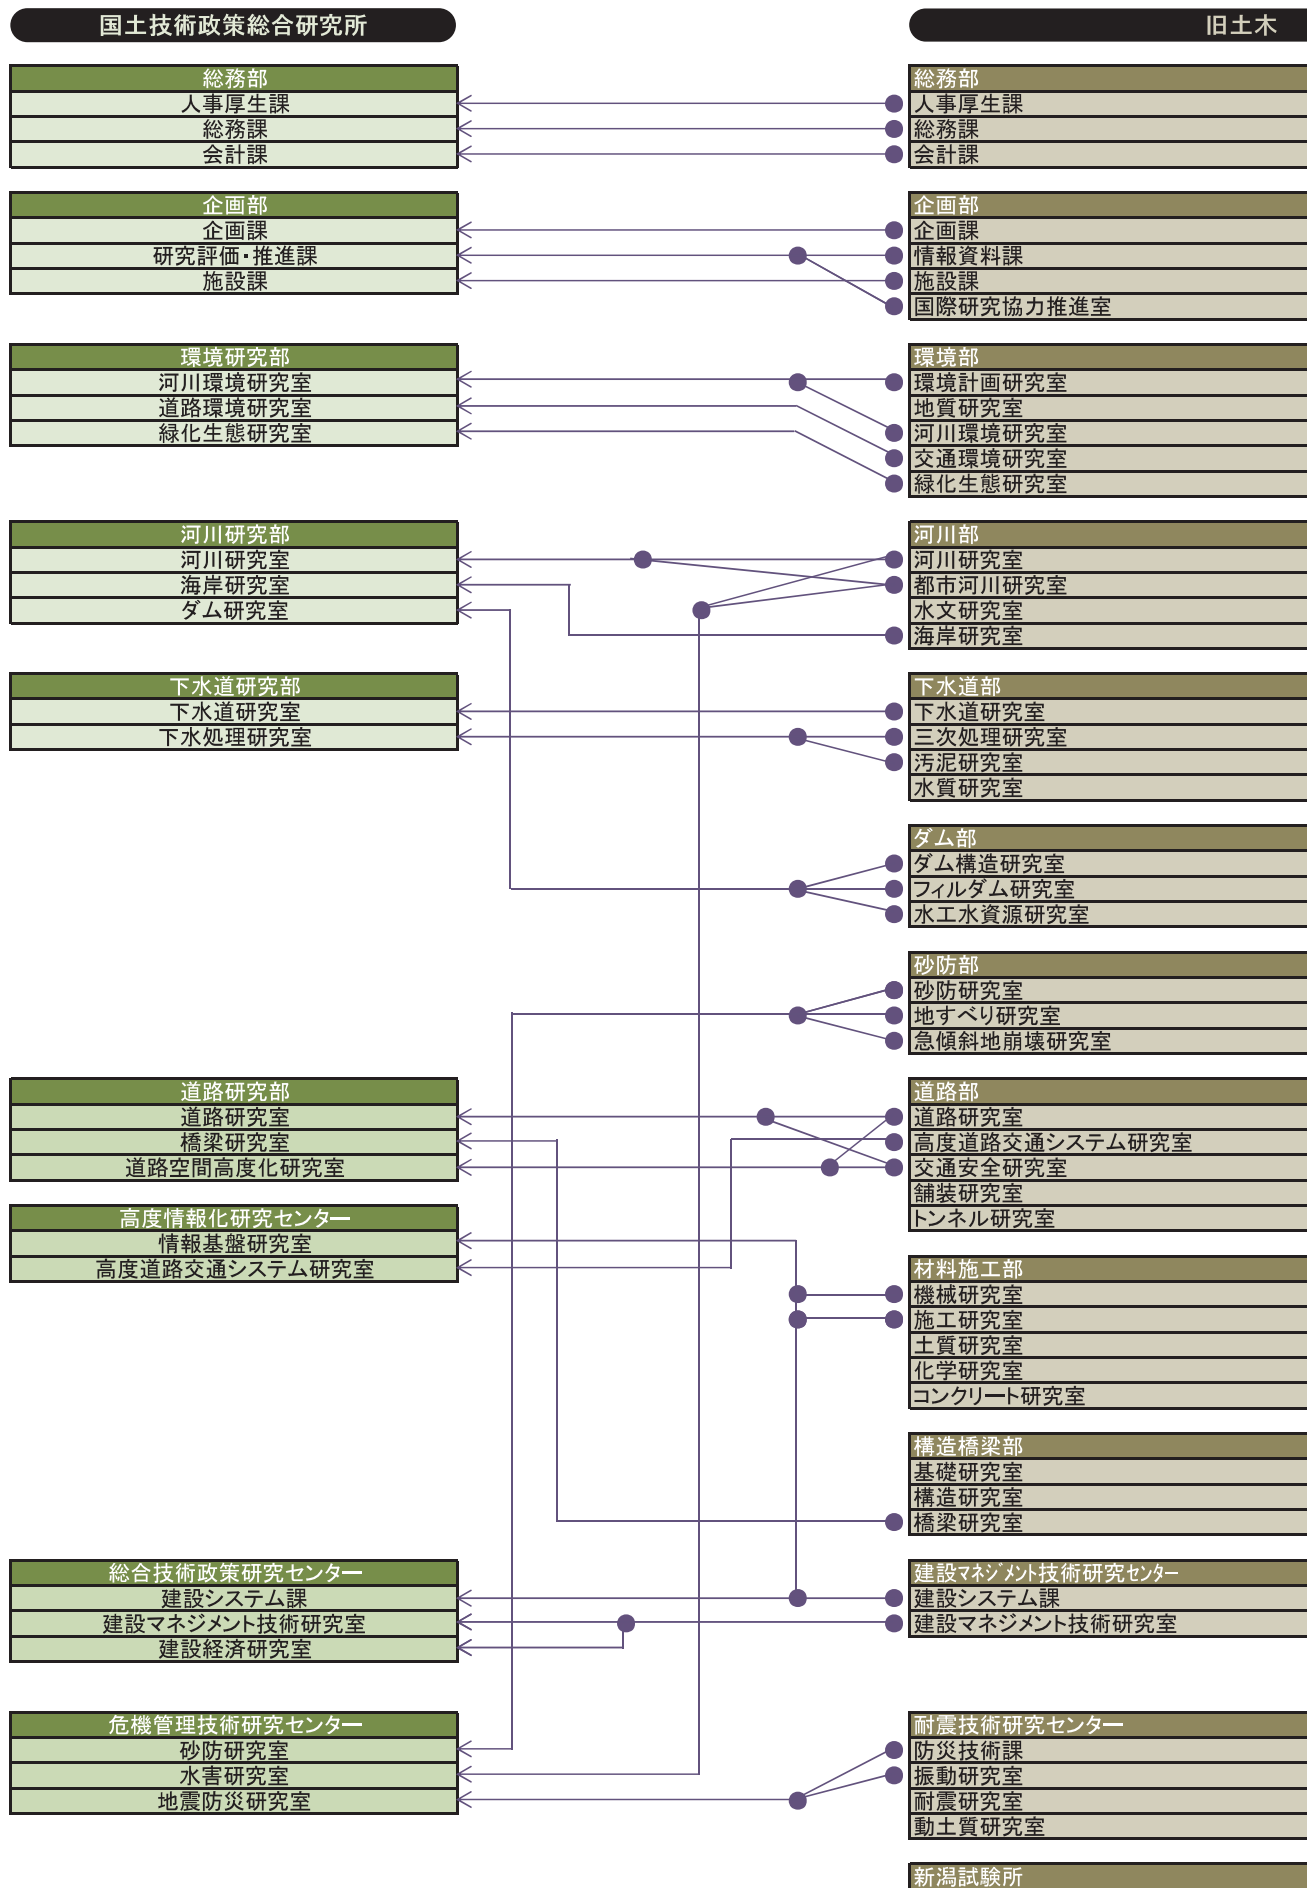 国土技術政策総合研究所
総務部
人事厚生課
総務課
会計課
企画部
企画課
研究評価・推進課
施設課
環境研究部
河川環境研究室
道路環境研究室
緑化生態研究室
河川研究部
河川研究室
海岸研究室
ダム研究室
下水道研究部
下水道研究室
下水処理研究室
道路研究部
道路研究室
橋梁研究室
道路空間高度化研究室
高度情報化研究センター
情報基盤研究室
高度道路交通システム研究室
総合技術政策研究センター
建設システム課
建設マネジメント技術研究室
建設経済研究室
危機管理技術研究センター
砂防研究室
水害研究室
地震防災研究室
旧土木
総務部
人事厚生課
総務課
会計課
企画部
企画課
情報資料課
施設課
国際研究協力推進室
環境部
環境計画研究室
地質研究室
河川環境研究室
交通環境研究室
緑化生態研究室
河川部
河川研究室
都市河川研究室
水文研究室
海岸研究室
下水道部
下水道研究室
三次処理研究室
汚泥研究室
水質研究室
ダム部
ダム構造研究室
フィルダム研究室
水工水資源研究室
砂防部
砂防研究室
地すべり研究室
急傾斜地崩壊研究室
道路部
道路研究室
高度道路交通システム研究室
交通安全研究室
舗装研究室
トンネル研究室
材料施工部
機械研究室
施工研究室
土質研究室
化学研究室
コンクリート研究室
構造橋梁部
基礎研究室
構造研究室
橋梁研究室
建設マネジメント技術研究センター
建設システム課
建設マネジメント技術研究室
耐震技術研究センター
防災技術課
振動研究室
耐震研究室
動土質研究室
新潟試験所